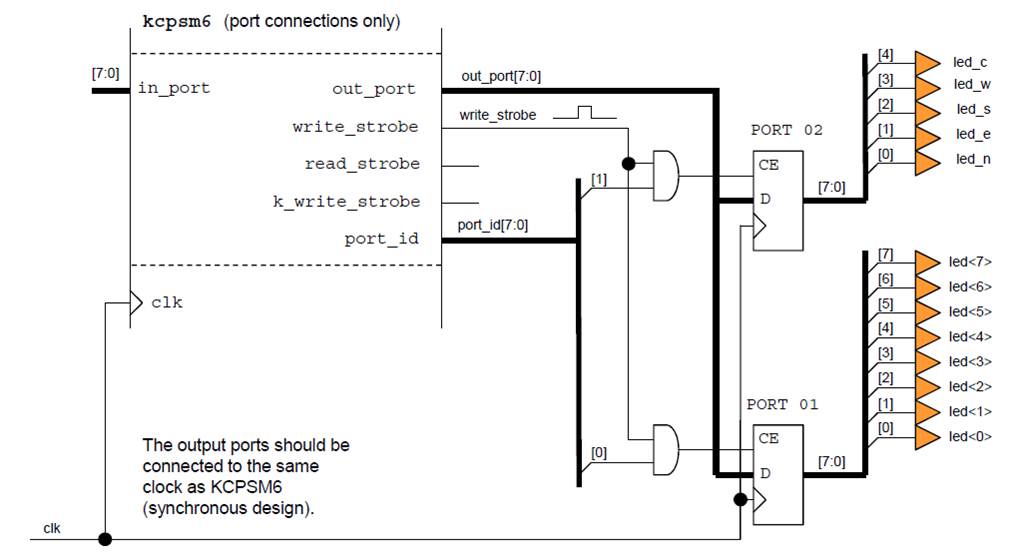 kcpsm6 (port connections only)
[7:0]
in_port
out_port
out_port[7:0]
write_strobe
write_strobe
read_strobe
k_write_strobe
port_id
port_id[7:0]
clk
[1]
[0]
PORT 02
CE
D
[7:0]
[4]
led_c
[3]
led_w
[2]
led_s
[1]
led_e
[0]
led_n
PORT 01
CE
D
[7:0]
[7]
led<7>
[6]
led<6>
[5]
led<5>
[4]
led<4>
[3]
led<3>
[2]
led<2>
[1]
led<1>
[0]
led<0>
The output ports should be
connected to the same
clock as KCPSM6
(synchronous design).
clk